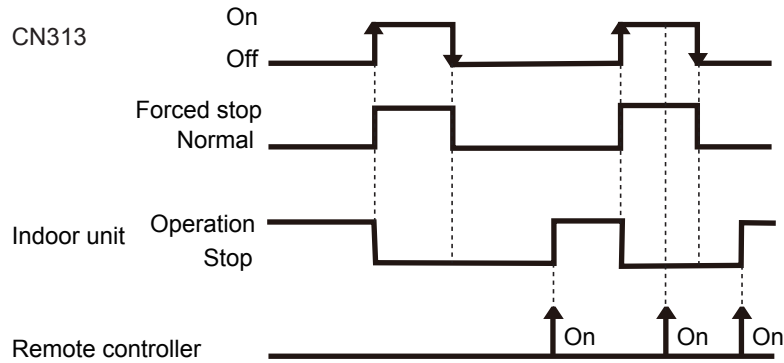 On
CN313
Off
Forced stop
Normal
Operation
Indoor unit
Stop
On
On
On
Remote controller